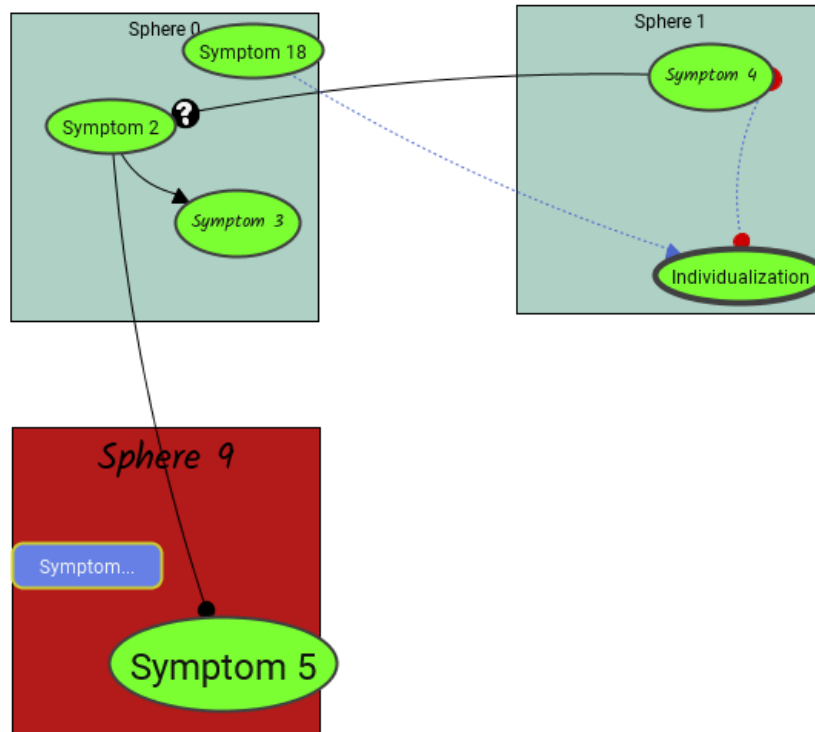 Sphere 0
Sphere 1
Symptom 18
Symptom 4
?
Symptom 2
Symptom 3
Individualization
Sphere 9
Symptom...
Symptom 5